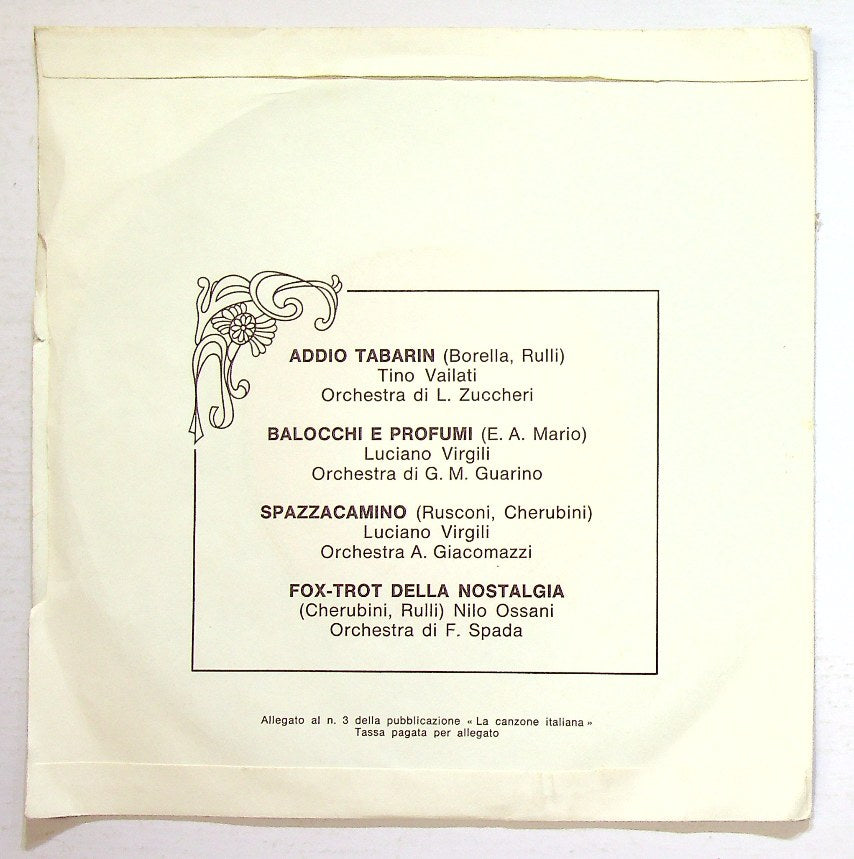 ADDIO TABARIN (Borella, Rulli)
Tino Vailati
Orchestra di L. Zuccheri
BALOCCHI E PROFUMI (E. A. Mario)
Luciano Virgili
Orchestra di G. M. Guarino
SPAZZACAMINO (Rusconi, Cherubini)
Luciano Virgili
Orchestra A. Giacomazzi
FOX-TROT DELLA NOSTALGIA
(Cherubini, Rulli) Nilo Ossani
Orchestra di F. Spada
Allegato al n. 3 della pubblicazione « La canzone italiana »
Tassa pagata per allegato